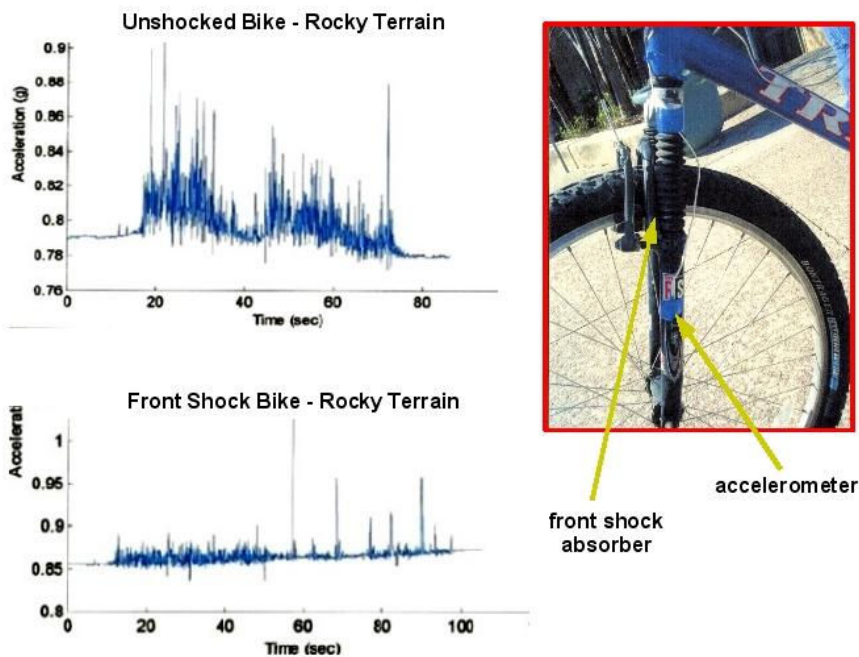 Unshocked Bike - Rocky Terrain
0.9
0.88
0.86
0.84
0.82
0.8
0.78
0.76
Acceleration (g)
0 20 40 60 80
Time (sec)
Front Shock Bike - Rocky Terrain
Accelerati
1
0.95
0.9
0.85
0.8
0 20 40 60 80 100
Time (sec)
TR
BONTRAGER
front shock
absorber
accelerometer